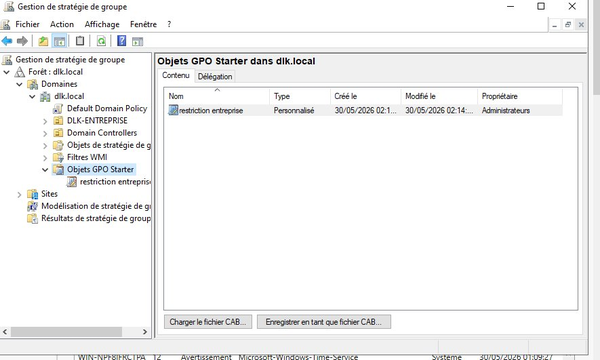 Gestion de stratégie de groupe
Fichier Action Affichage Fenêtre ?
Gestion de stratégie de groupe
Forêt : dlk.local
Domaines
dlk.local
Default Domain Policy
DLK-ENTREPRISE
Domain Controllers
Objets de stratégie de g
Filtres WMI
Objets GPO Starter
restriction entreprise
Sites
Modélisation de stratégie de g
Résultats de stratégie de group
Objets GPO Starter dans dlk.local
Contenu Délégation
Nom Type Créé le Modifié le Propriétaire
restriction entreprise Personnalisé 30/05/2026 02:1... 30/05/2026 02:14:... Administrateurs
Charger le fichier CAB... Enregistrer en tant que fichier CAB...
WIN-NPF8IFRCTPA 12 Avertissement Microsoft-Windows-Time-Service Système 30/05/2026 01:09:27